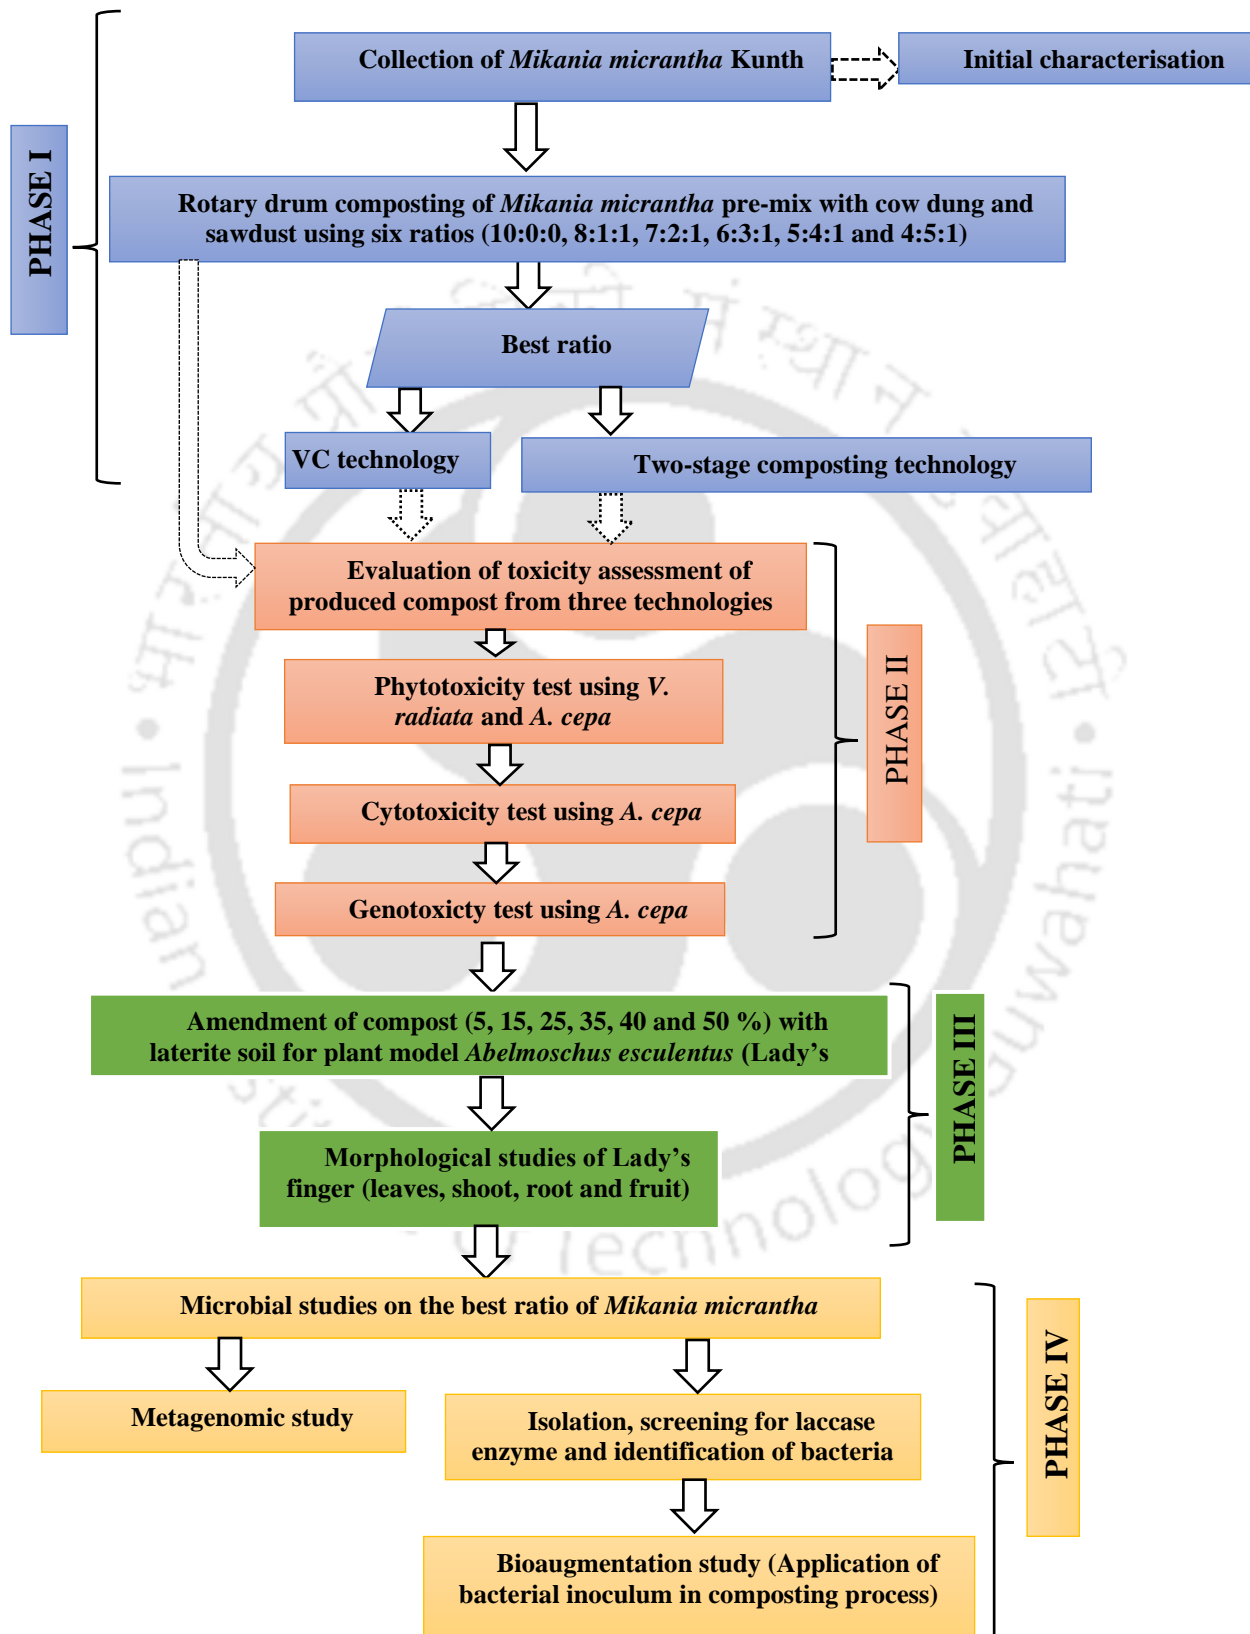 Collection of Mikania micrantha Kunth
Initial characterisation
PHASE I
Rotary drum composting of Mikania micrantha pre-mix with cow dung and
sawdust using six ratios (10:0:0, 8:1:1, 7:2:1, 6:3:1, 5:4:1 and 4:5:1)
Best ratio
VC technology
Two-stage composting technology
Evaluation of toxicity assessment of
produced compost from three technologies
PHASE II
Phytotoxicity test using V.
radiata and A. cepa
Cytotoxicity test using A. cepa
Genotoxicty test using A. cepa
Amendment of compost (5, 15, 25, 35, 40 and 50 %) with
laterite soil for plant model Abelmoschus esculentus (Lady’s
PHASE III
Morphological studies of Lady’s
finger (leaves, shoot, root and fruit)
Microbial studies on the best ratio of Mikania micrantha
PHASE IV
Metagenomic study
Isolation, screening for laccase
enzyme and identification of bacteria
Bioaugmentation study (Application of
bacterial inoculum in composting process)
Indian
of Technology Guwahati